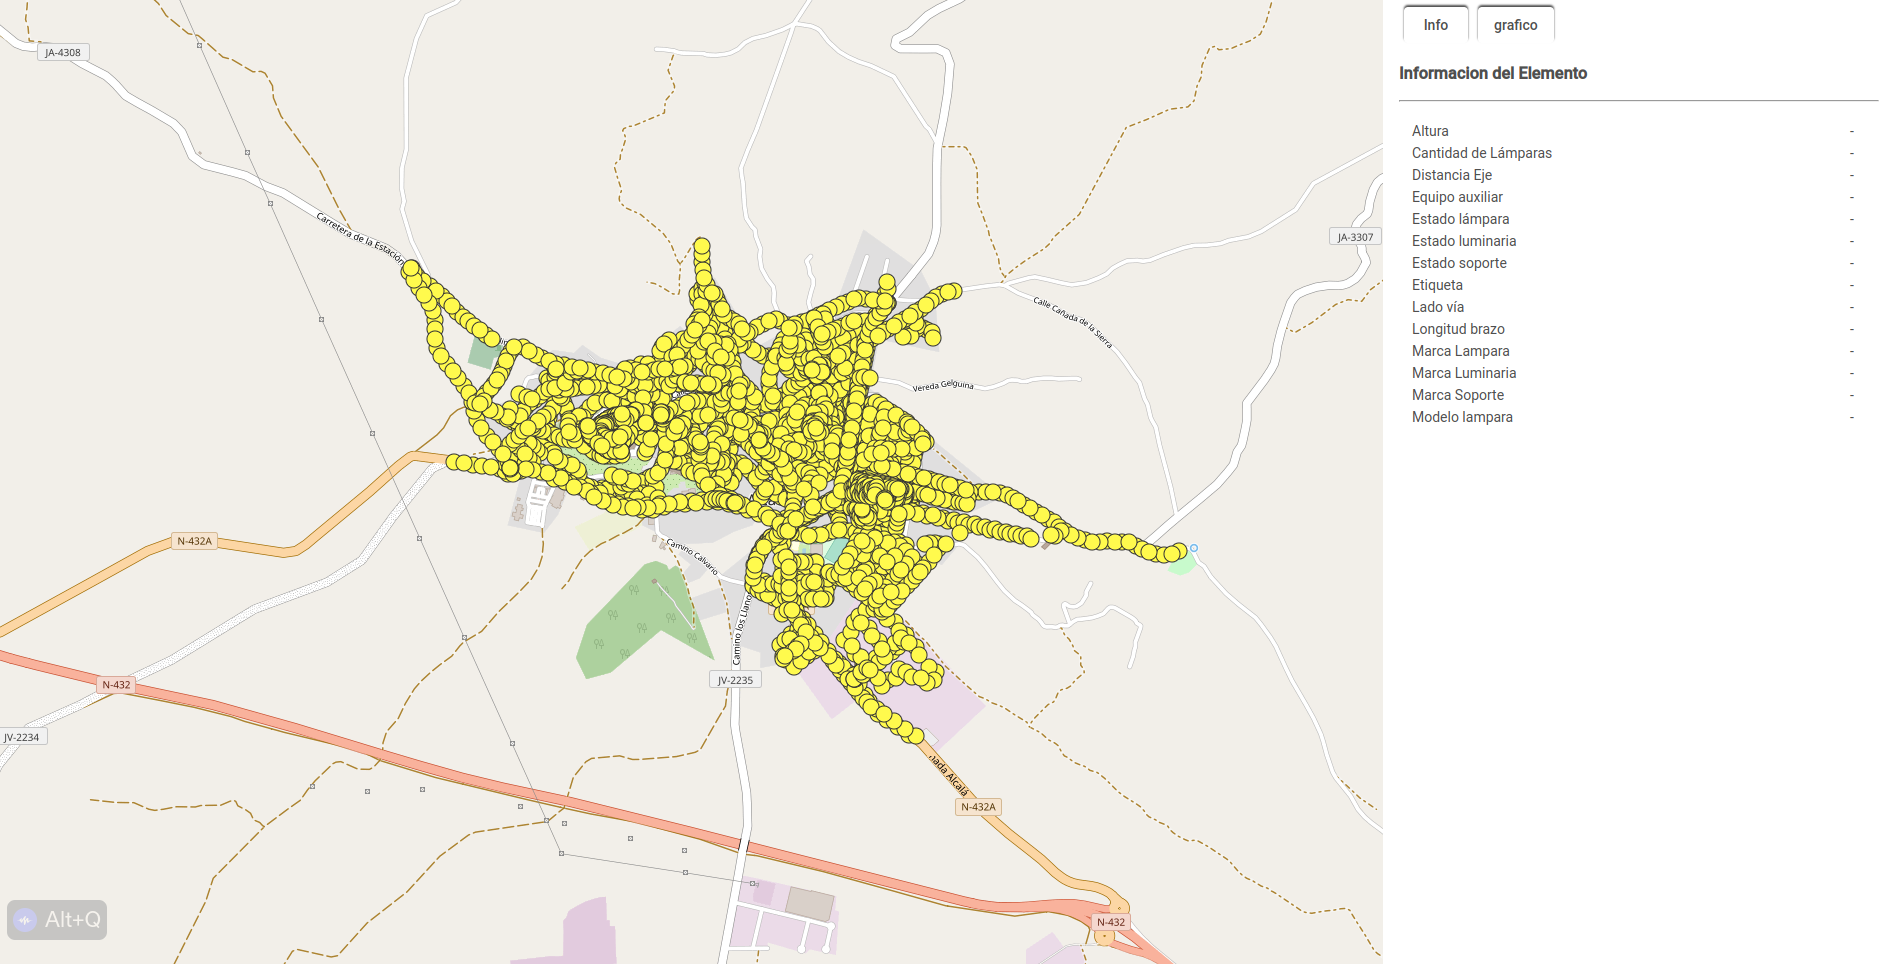 JA-4308
Carretera de la Estación
JA-3307
Calle Cañada de la Sierra
Vereda Gelguina
N-432A
Camino Calvario
Camino los Llano
N-432
JV-2235
JV-2234
nada Alcalá
N-432A
N-432
Alt+Q
Info
grafico
Informacion del Elemento
Altura -
Cantidad de Lámparas -
Distancia Eje -
Equipo auxiliar -
Estado lámpara -
Estado luminaria -
Estado soporte -
Etiqueta -
Lado vía -
Longitud brazo -
Marca Lampara -
Marca Luminaria -
Marca Soporte -
Modelo lampara -